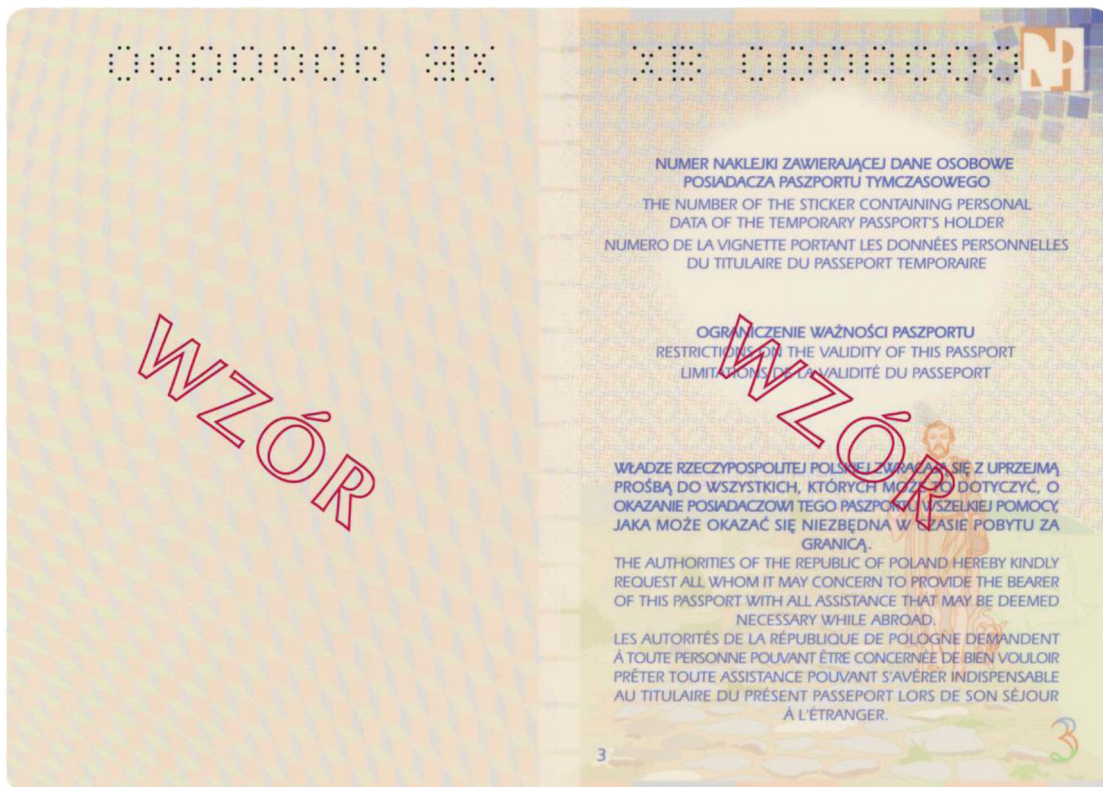 XB 0000000
XB 0000000
NUMER NAKLEJKI ZAWIERAJĄCEJ DANE OSOBOWE
POSIADACZA PASZPORTU TYMCZASOWEGO
THE NUMBER OF THE STICKER CONTAINING PERSONAL
DATA OF THE TEMPORARY PASSPORT'S HOLDER
NUMERO DE LA VIGNETTE PORTANT LES DONNÉES PERSONNELLES
DU TITULAIRE DU PASSEPORT TEMPORAIRE
OGRANICZENIE WAŻNOŚCI PASZPORTU
RESTRICTIONS ON THE VALIDITY OF THIS PASSPORT
LIMITATIONS DE LA VALIDITÉ DU PASSEPORT
WZÓR
WZÓR
WŁADZE RZECZYPOSPOLITEJ POLSKIEJ ZWRACAJĄ SIĘ Z UPRZEJMĄ
PROŚBĄ DO WSZYSTKICH, KTÓRYCH MOŻE TO DOTYCZYĆ, O
OKAZANIE POSIADACZOWI TEGO PASZPORTU WSZELKIEJ POMOCY,
JAKA MOŻE OKAZAĆ SIĘ NIEZBĘDNA W CZASIE POBYTU ZA
GRANICĄ.
THE AUTHORITIES OF THE REPUBLIC OF POLAND HEREBY KINDLY
REQUEST ALL WHOM IT MAY CONCERN TO PROVIDE THE BEARER
OF THIS PASSPORT WITH ALL ASSISTANCE THAT MAY BE DEEMED
NECESSARY WHILE ABROAD.
LES AUTORITÉS DE LA RÉPUBLIQUE DE POLOGNE DEMANDENT
À TOUTE PERSONNE POUVANT ÊTRE CONCERNÉE DE BIEN VOULOIR
PRÊTER TOUTE ASSISTANCE POUVANT S'AVÉRER INDISPENSABLE
AU TITULAIRE DU PRÉSENT PASSEPORT LORS DE SON SÉJOUR
À L'ÉTRANGER.
3
3